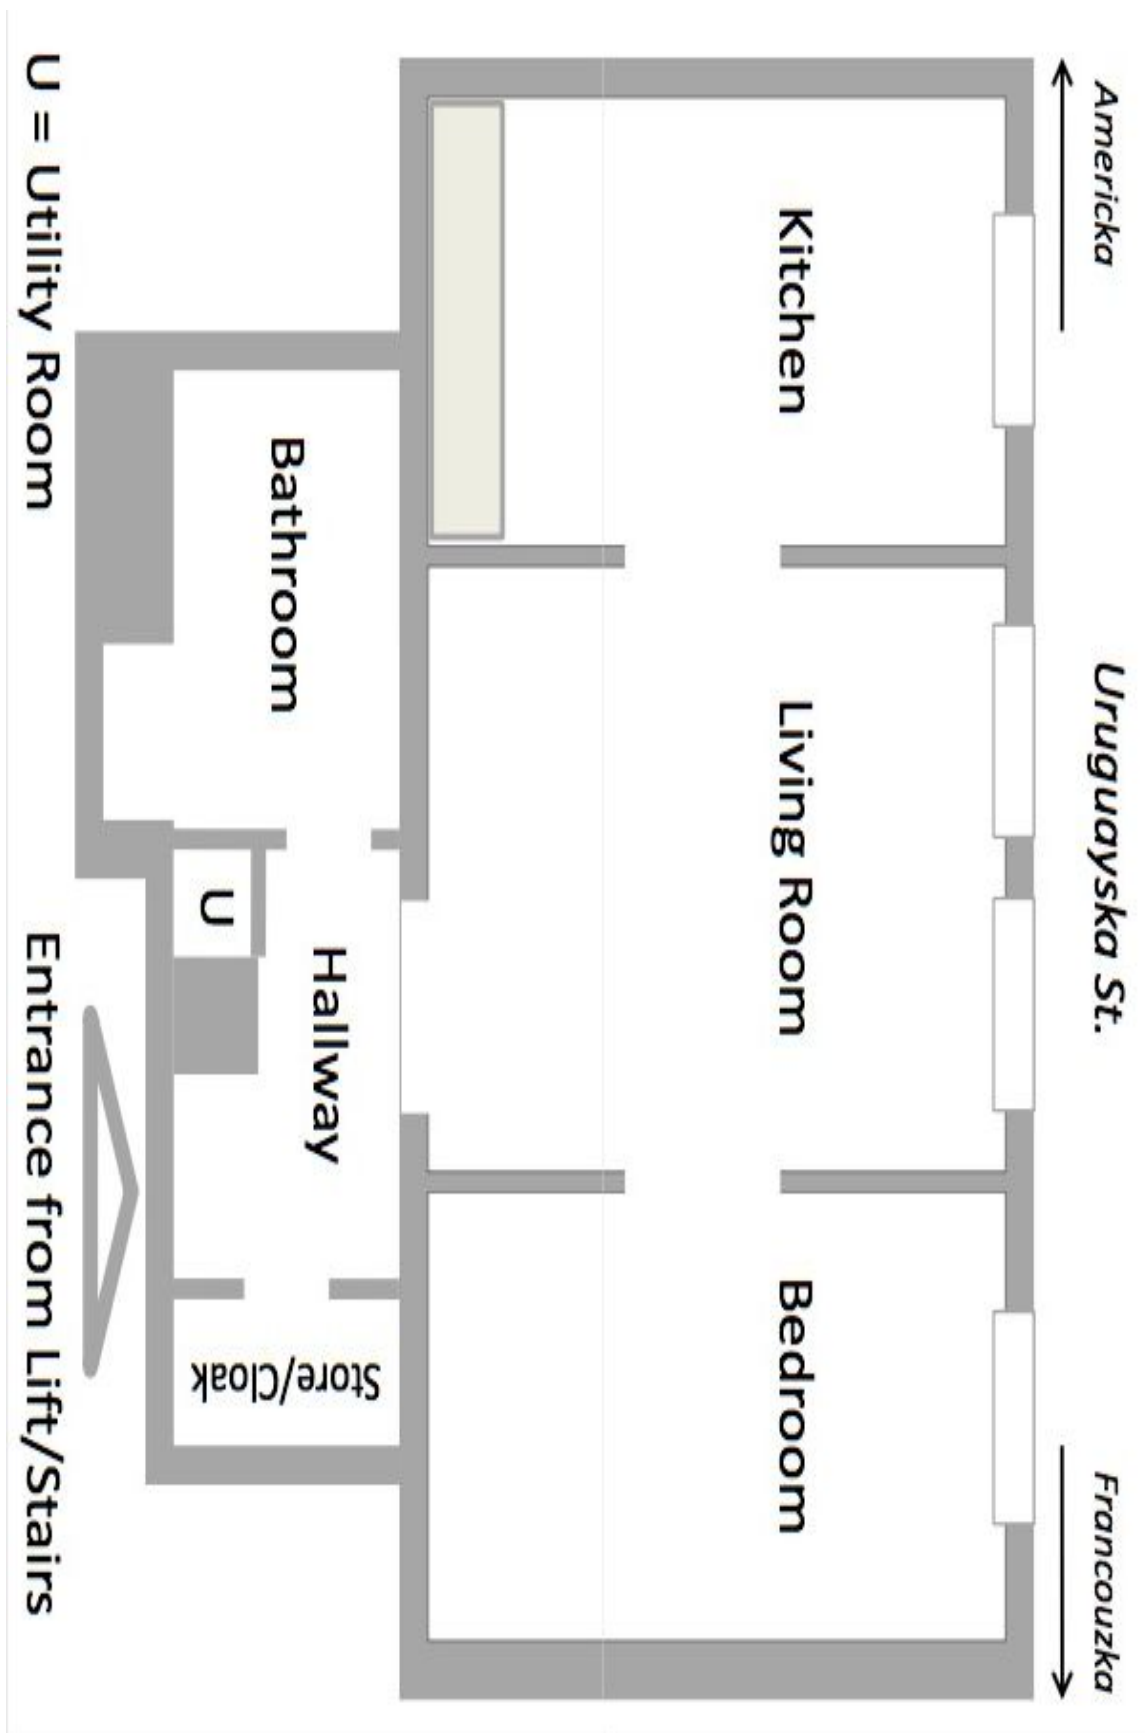 Americka
Uruguayska St.
Francouzka
Kitchen
Living Room
Bedroom
Bathroom
Hallway
Store/Cloak
U
U = Utility Room
Entrance from Lift/Stairs